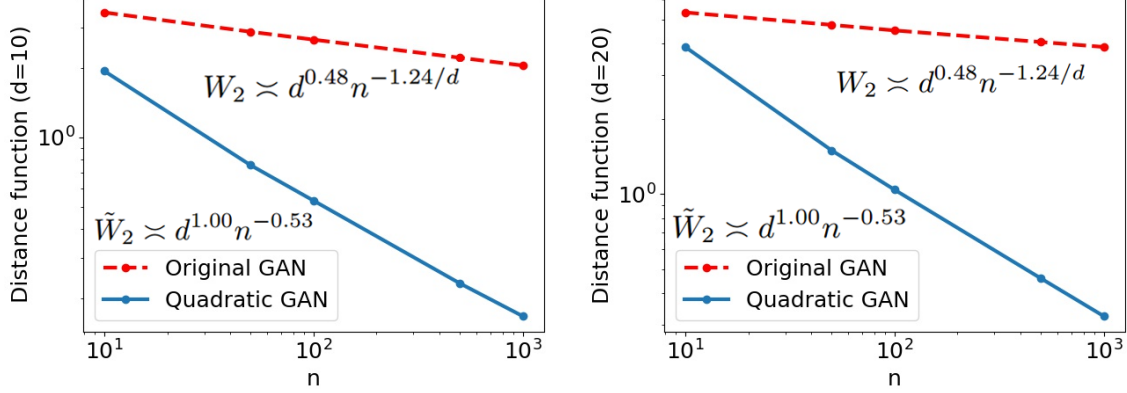 Distance function (d=10)
10⁰
W₂ ≍ d^0.48 n^−1.24/d
W̃₂ ≍ d^1.00 n^−0.53
Original GAN
Quadratic GAN
10¹ 10² 10³
n
Distance function (d=20)
10⁰
W₂ ≍ d^0.48 n^−1.24/d
W̃₂ ≍ d^1.00 n^−0.53
Original GAN
Quadratic GAN
10¹ 10² 10³
n